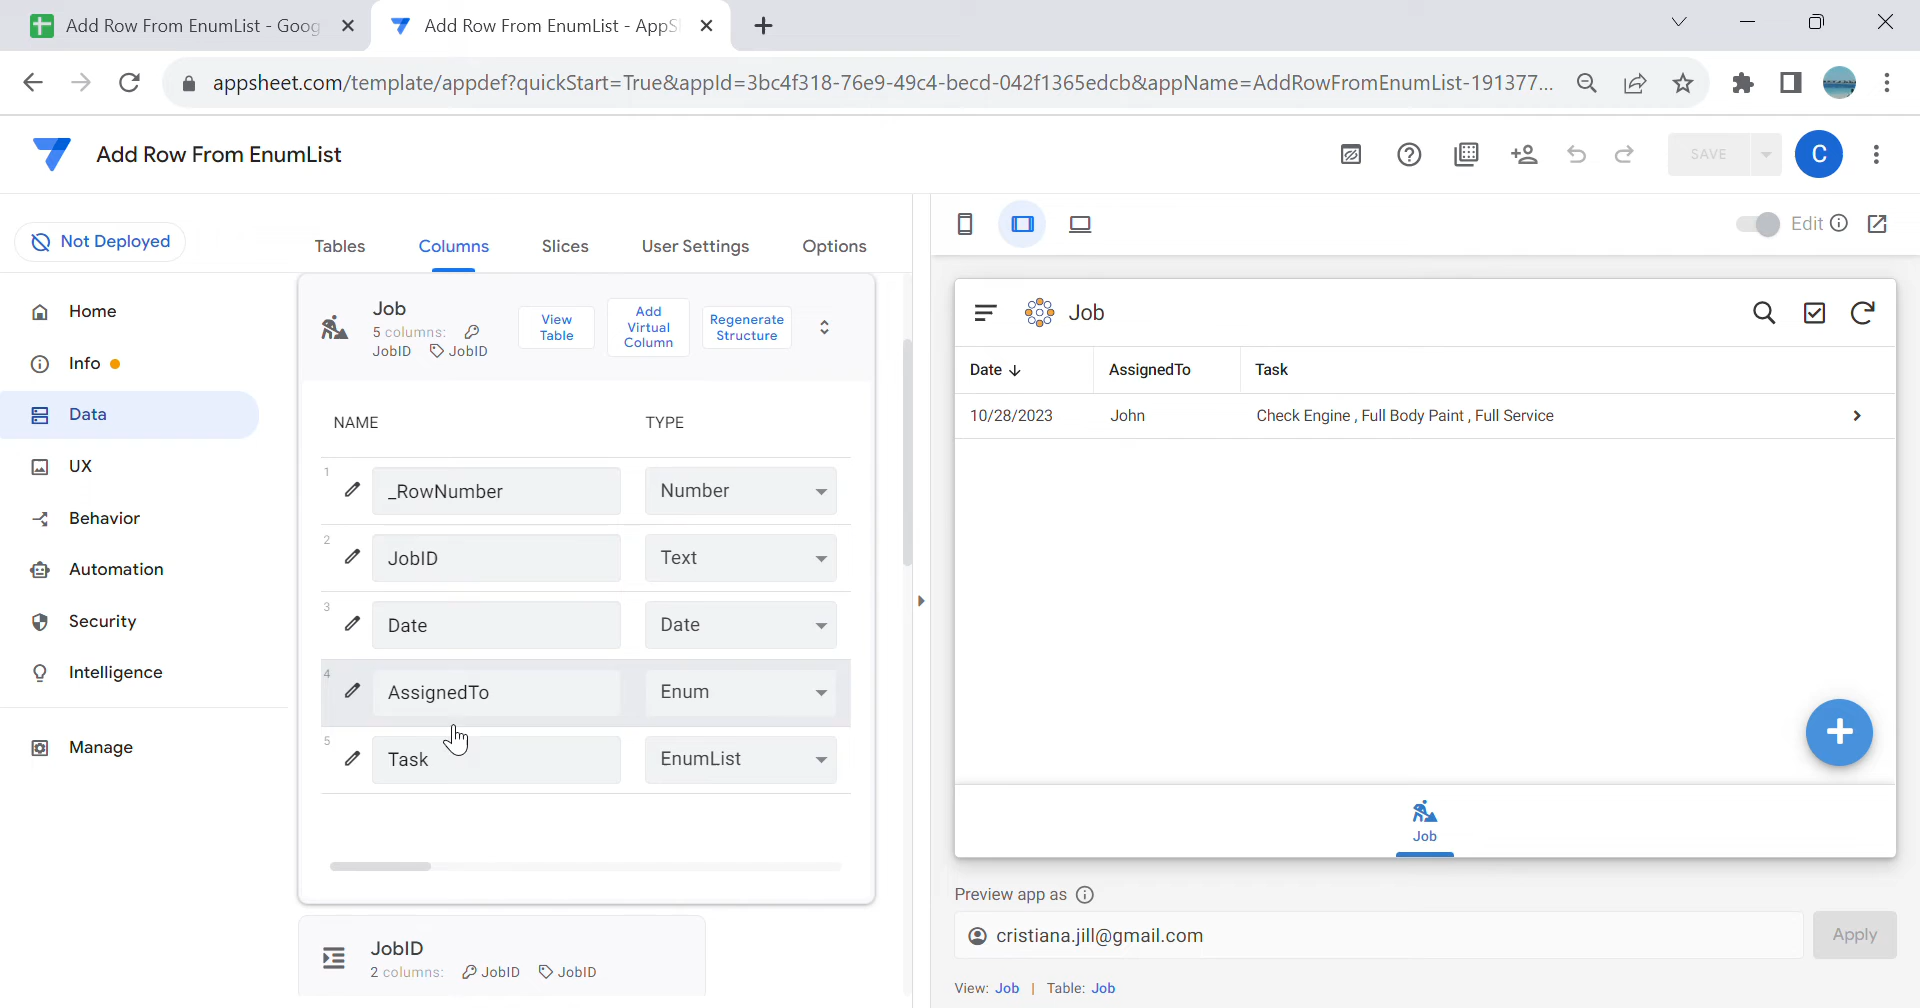 Add Row From EnumList - Goog
Add Row From EnumList - AppS
appsheet.com/template/appdef?quickStart=True&appId=3bc4f318-76e9-49c4-becd-042f1365edcb&appName=AddRowFromEnumList-191377...
Add Row From EnumList
SAVE
C
Not Deployed
Tables
Columns
Slices
User Settings
Options
Edit
Home
Info
Data
UX
Behavior
Automation
Security
Intelligence
Manage
Job
5 columns:
JobID
JobID
View
Table
Add
Virtual
Column
Regenerate
Structure
NAME
TYPE
1
_RowNumber
Number
2
JobID
Text
3
Date
Date
4
AssignedTo
Enum
5
Task
EnumList
JobID
2 columns:
JobID
JobID
Job
Date
AssignedTo
Task
10/28/2023
John
Check Engine , Full Body Paint , Full Service
Job
Preview app as
cristiana.jill@gmail.com
Apply
View: Job | Table: Job